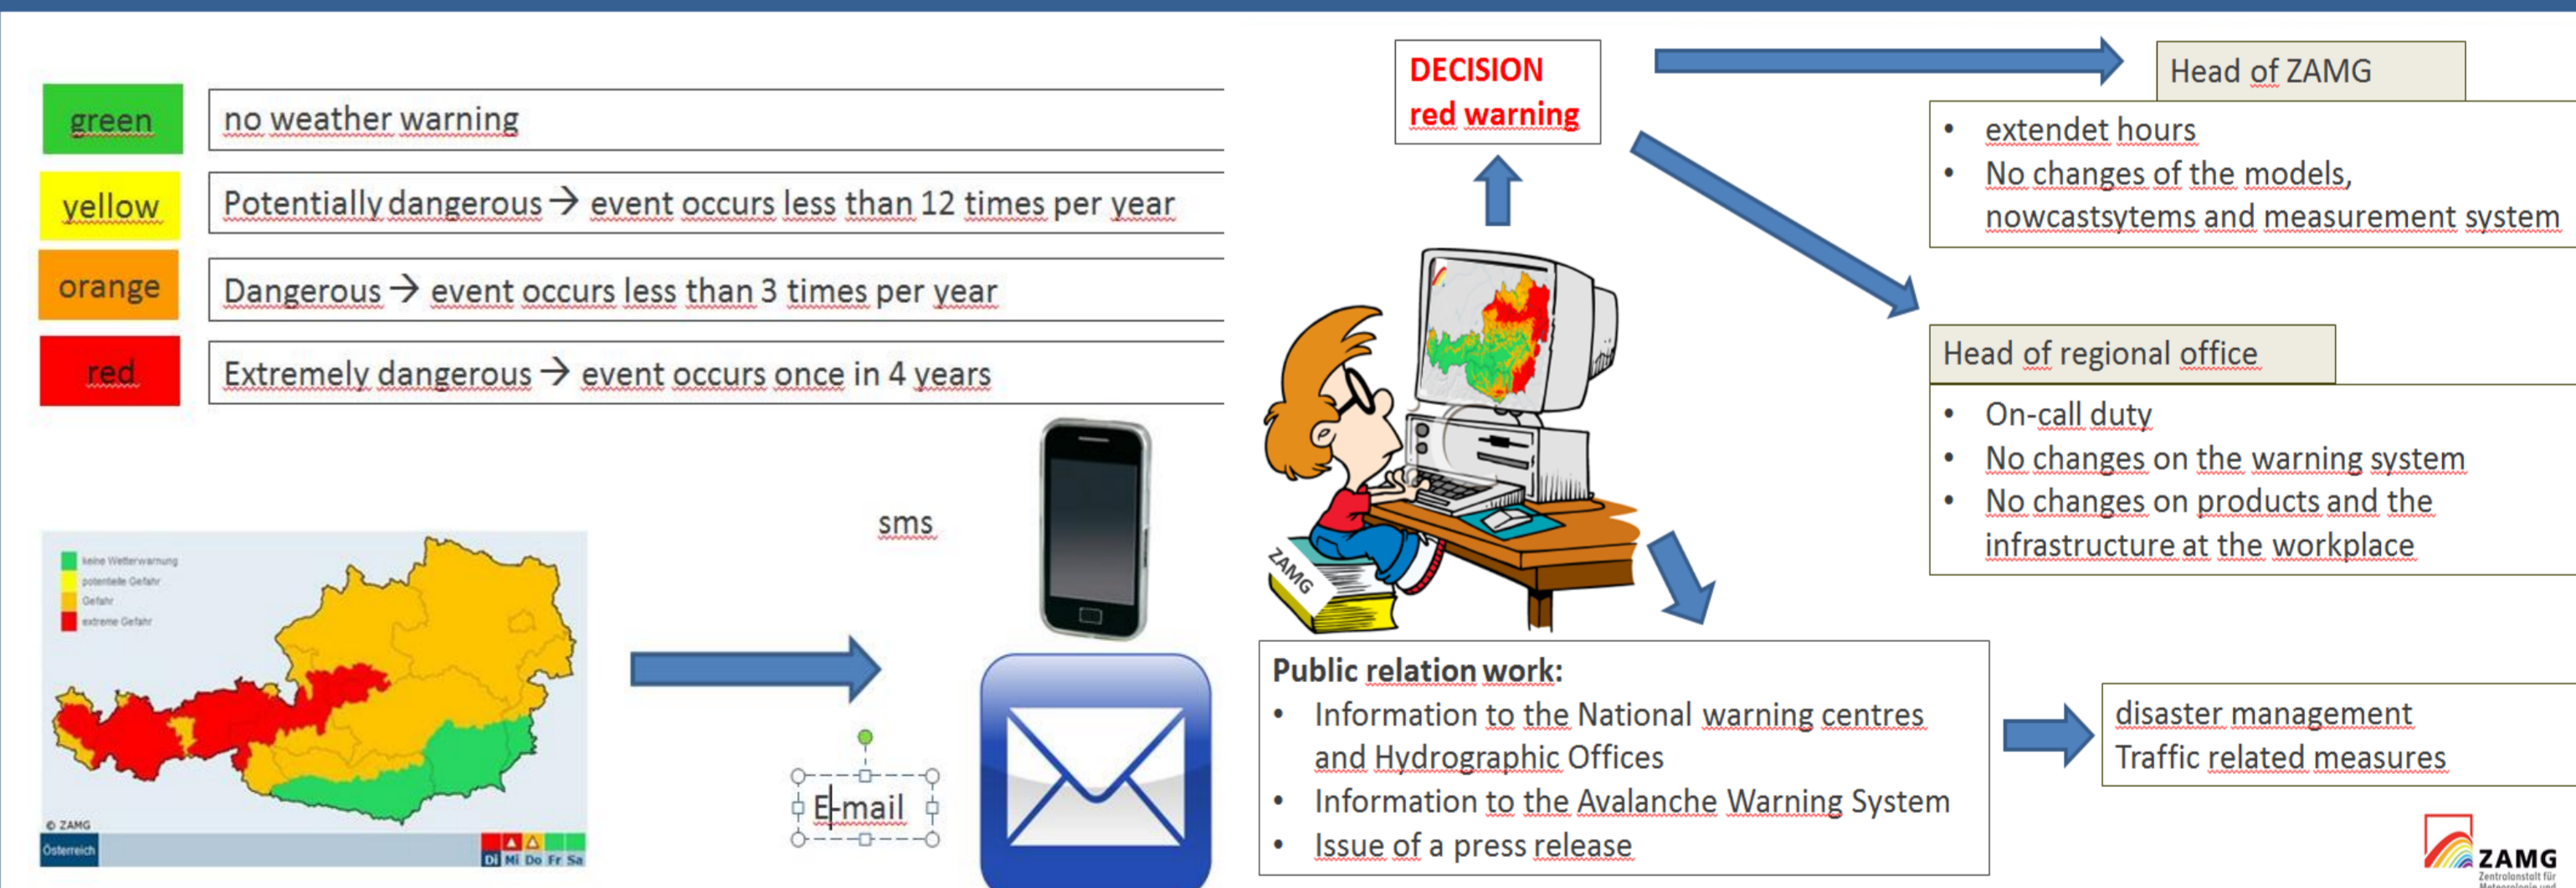 green
no weather warning
yellow
Potentially dangerous → event occurs less than 12 times per year
orange
Dangerous → event occurs less than 3 times per year
red
Extremely dangerous → event occurs once in 4 years
keine Wetterwarnung
potentielle Gefahr
Gefahr
extreme Gefahr
© ZAMG
Österreich
Di Mi Do Fr Sa
sms
E-mail
DECISION
red warning
Head of ZAMG
• extendet hours
• No changes of the models,
nowcastsytems and measurement system
Head of regional office
• On-call duty
• No changes on the warning system
• No changes on products and the
infrastructure at the workplace
ZAMG
Public relation work:
• Information to the National warning centres
and Hydrographic Offices
• Information to the Avalanche Warning System
• Issue of a press release
disaster management
Traffic related measures
ZAMG
Zentralanstalt für
Meteorologie und